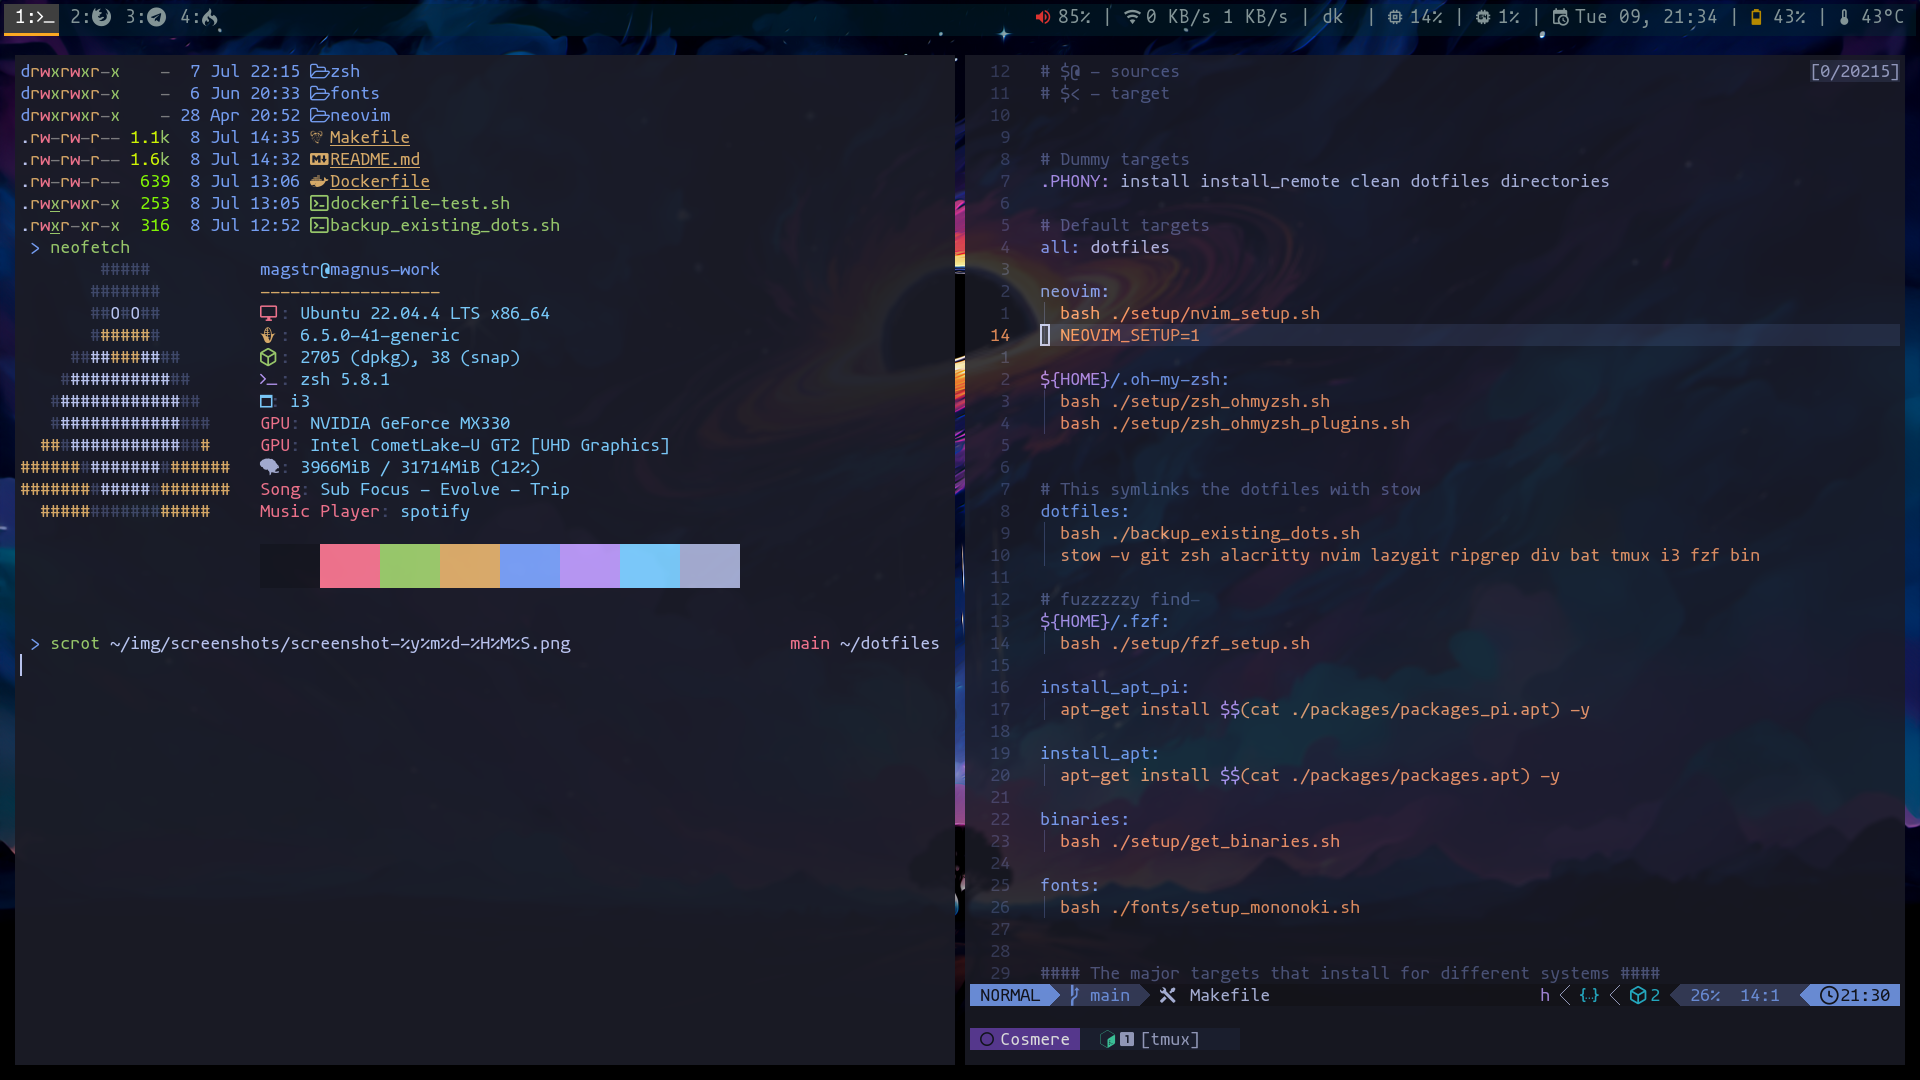 1: 2: 3: 4: 85% | 0 KB/s 1 KB/s | dk | 14% | 1% | Tue 09, 21:34 | 43% | 43°C
drwxrwxr-x - 7 Jul 22:15 zsh
drwxrwxr-x - 6 Jun 20:33 fonts
drwxrwxr-x - 28 Apr 20:52 neovim
.rw-rw-r-- 1.1k 8 Jul 14:35 Makefile
.rw-rw-r-- 1.6k 8 Jul 14:32 README.md
.rw-rw-r-- 639 8 Jul 13:06 Dockerfile
.rwxrwxr-x 253 8 Jul 13:05 dockerfile-test.sh
.rwxr-xr-x 316 8 Jul 12:52 backup_existing_dots.sh
> neofetch
##### magstr@magnus-work
####### ------------------
##O#O## : Ubuntu 22.04.4 LTS x86_64
####### : 6.5.0-41-generic
########### : 2705 (dpkg), 38 (snap)
############# : zsh 5.8.1
############### : i3
################ GPU: NVIDIA GeForce MX330
################# GPU: Intel CometLake-U GT2 [UHD Graphics]
##################### : 3966MiB / 31714MiB (12%)
##################### Song: Sub Focus - Evolve - Trip
################# Music Player: spotify
> scrot ~/img/screenshots/screenshot-%y%m%d-%H%M%S.png main ~/dotfiles
12 # $@ - sources [0/20215]
11 # $< - target
10
9
8 # Dummy targets
7 .PHONY: install install_remote clean dotfiles directories
6
5 # Default targets
4 all: dotfiles
3
2 neovim:
1 bash ./setup/nvim_setup.sh
14 NEOVIM_SETUP=1
1
2 ${HOME}/.oh-my-zsh:
3 bash ./setup/zsh_ohmyzsh.sh
4 bash ./setup/zsh_ohmyzsh_plugins.sh
5
6
7 # This symlinks the dotfiles with stow
8 dotfiles:
9 bash ./backup_existing_dots.sh
10 stow -v git zsh alacritty nvim lazygit ripgrep div bat tmux i3 fzf bin
11
12 # fuzzzzzy find-
13 ${HOME}/.fzf:
14 bash ./setup/fzf_setup.sh
15
16 install_apt_pi:
17 apt-get install $$(cat ./packages/packages_pi.apt) -y
18
19 install_apt:
20 apt-get install $$(cat ./packages/packages.apt) -y
21
22 binaries:
23 bash ./setup/get_binaries.sh
24
25 fonts:
26 bash ./fonts/setup_mononoki.sh
27
28
29 #### The major targets that install for different systems ####
NORMAL main Makefile h {..} 2 26% 14:1 21:30
Cosmere 1 [tmux]